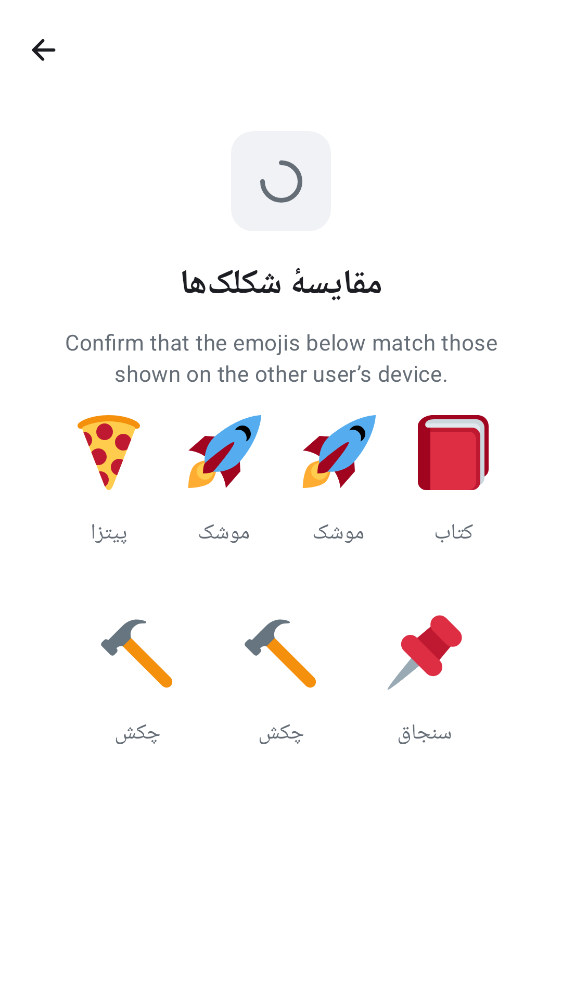 مقایسهٔ شکلک‌ها
Confirm that the emojis below match those
shown on the other user’s device.
پیتزا
موشک
موشک
کتاب
چکش
چکش
سنجاق